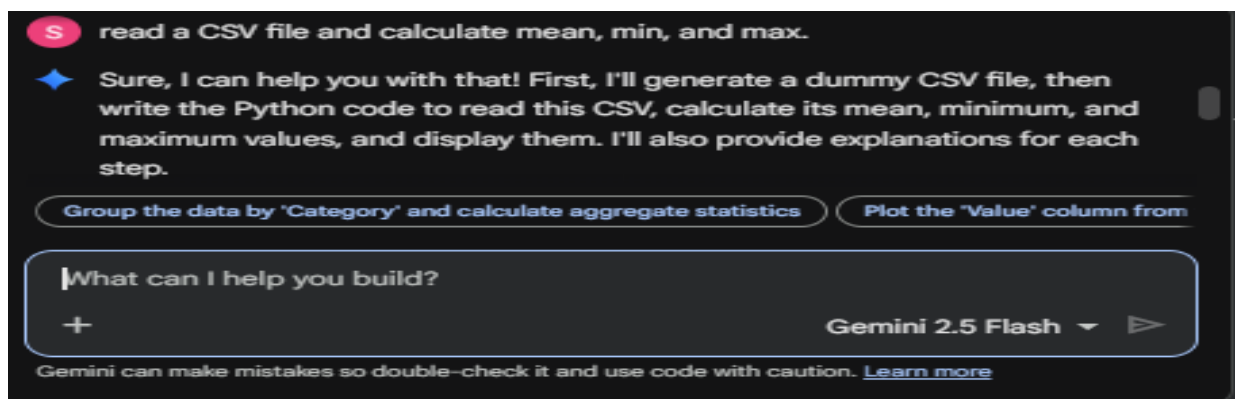 S read a CSV file and calculate mean, min, and max.
Sure, I can help you with that! First, I'll generate a dummy CSV file, then
write the Python code to read this CSV, calculate its mean, minimum, and
maximum values, and display them. I'll also provide explanations for each
step.
Group the data by 'Category' and calculate aggregate statistics Plot the 'Value' column from
What can I help you build?
+ Gemini 2.5 Flash
Gemini can make mistakes so double-check it and use code with caution. Learn more